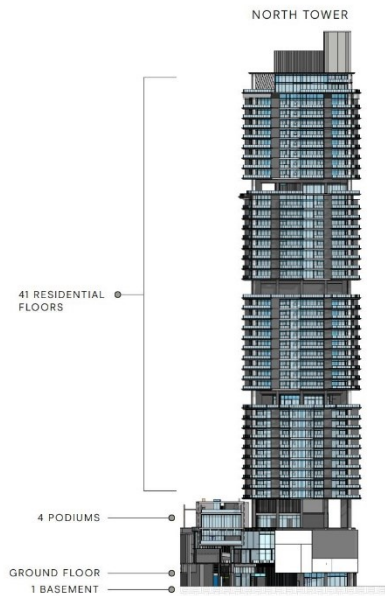 NORTH TOWER
41 RESIDENTIAL
FLOORS
4 PODIUMS
GROUND FLOOR
1 BASEMENT